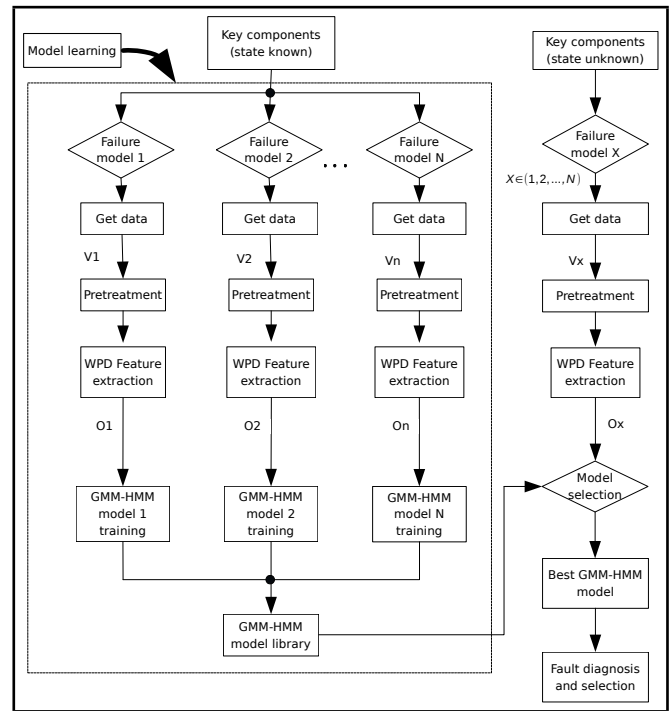 Model learning
Key components
(state known)
Key components
(state unknown)
Failure
model 1
Failure
model 2
...
Failure
model N
Failure
model X
X∈(1,2,...,N)
Get data
Get data
Get data
Get data
V1
V2
Vn
Vx
Pretreatment
Pretreatment
Pretreatment
Pretreatment
WPD Feature
extraction
WPD Feature
extraction
WPD Feature
extraction
WPD Feature
extraction
O1
O2
On
Ox
GMM-HMM
model 1
training
GMM-HMM
model 2
training
GMM-HMM
model N
training
Model
selection
Best GMM-HMM
model
GMM-HMM
model library
Fault diagnosis
and selection